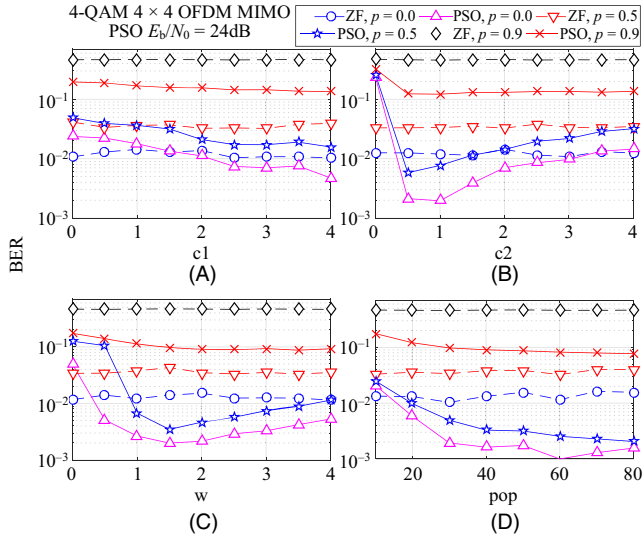 4-QAM 4 × 4 OFDM MIMO
PSO E_b/N_0 = 24dB
ZF, p = 0.0 PSO, p = 0.0 ZF, p = 0.5
PSO, p = 0.5 ZF, p = 0.9 PSO, p = 0.9
BER
10^−1
10^−2
10^−3
0 1 2 3 4
c1
(A)
10^−1
10^−2
10^−3
0 1 2 3 4
c2
(B)
10^−1
10^−2
10^−3
0 1 2 3 4
w
(C)
10^−1
10^−2
10^−3
20 40 60 80
pop
(D)